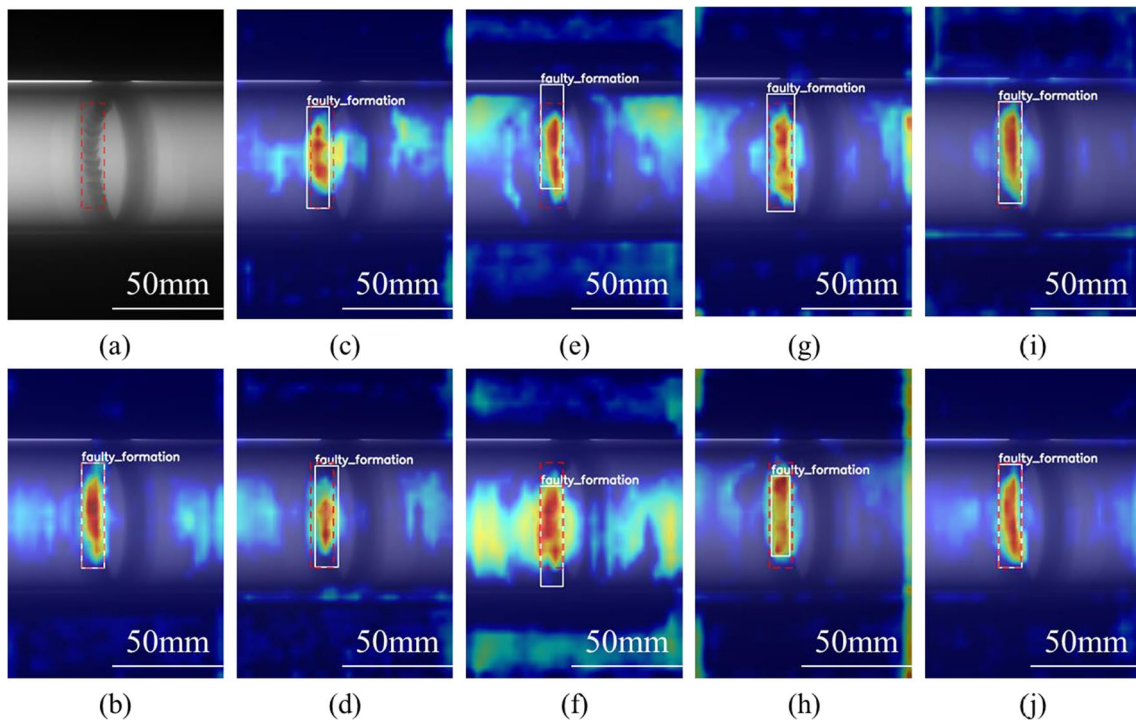 faulty_formation
faulty_formation
faulty_formation
faulty_formation
50mm
50mm
50mm
50mm
50mm
(a)
(c)
(e)
(g)
(i)
faulty_formation
faulty_formation
faulty_formation
faulty_formation
faulty_formation
50mm
50mm
50mm
50mm
50mm
(b)
(d)
(f)
(h)
(j)